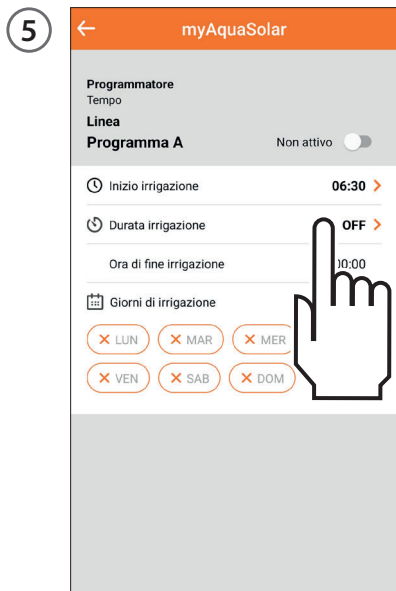 5
myAquaSolar
Programmatore
Tempo
Linea
Programma A Non attivo
Inizio irrigazione 06:30
Durata irrigazione OFF
Ora di fine irrigazione :00
Giorni di irrigazione
LUN MAR MER
VEN SAB DOM